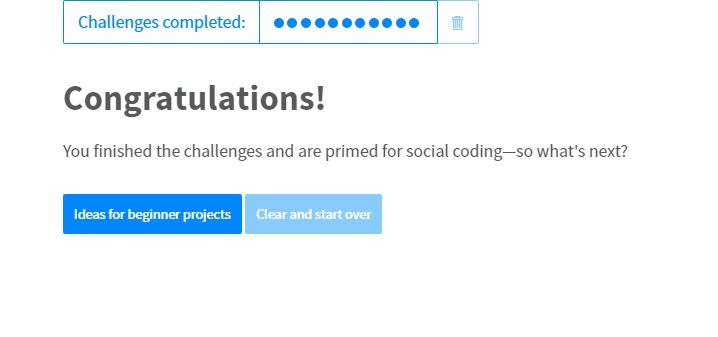 Challenges completed:
Congratulations!
You finished the challenges and are primed for social coding—so what's next?
Ideas for beginner projects
Clear and start over